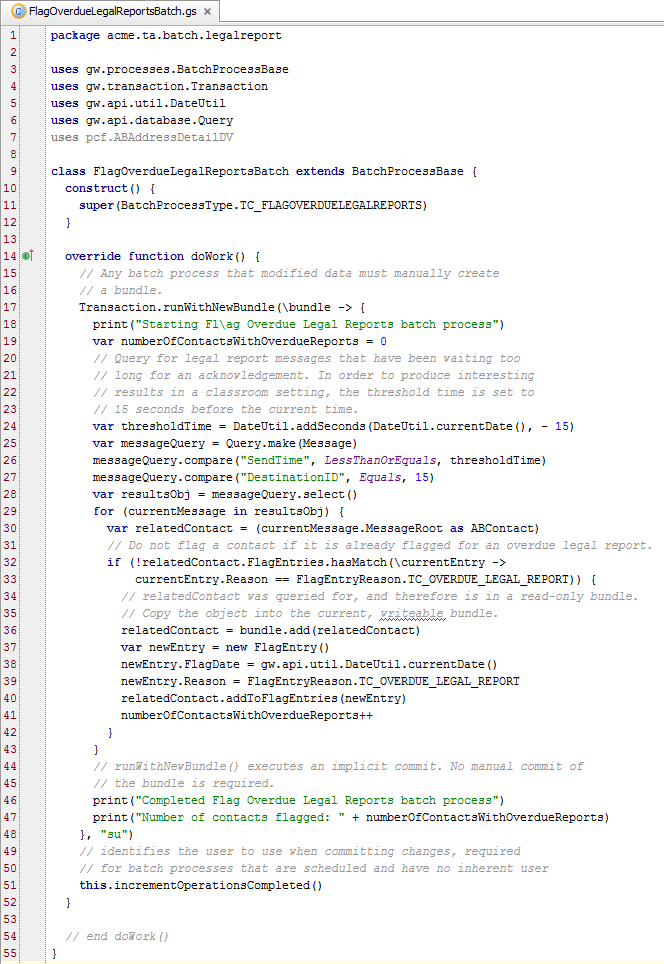 FlagOverdueLegalReportsBatch.gs
1 package acme.ta.batch.legalreport
2
3 uses gw.processes.BatchProcessBase
4 uses gw.transaction.Transaction
5 uses gw.api.util.DateUtil
6 uses gw.api.database.Query
7 uses pcf.ABAddressDetailDV
8
9 class FlagOverdueLegalReportsBatch extends BatchProcessBase {
10   construct() {
11     super(BatchProcessType.TC_FLAGOVERDUELEGALREPORTS)
12   }
13
14   override function doWork() {
15     // Any batch process that modified data must manually create
16     // a bundle.
17     Transaction.runWithNewBundle(\bundle -> {
18       print("Starting Fl\ag Overdue Legal Reports batch process")
19       var numberOfContactsWithOverdueReports = 0
20       // Query for legal report messages that have been waiting too
21       // long for an acknowledgement. In order to produce interesting
22       // results in a classroom setting, the threshold time is set to
23       // 15 seconds before the current time.
24       var thresholdTime = DateUtil.addSeconds(DateUtil.currentDate(), - 15)
25       var messageQuery = Query.make(Message)
26       messageQuery.compare("SendTime", LessThanOrEquals, thresholdTime)
27       messageQuery.compare("DestinationID", Equals, 15)
28       var resultsObj = messageQuery.select()
29       for (currentMessage in resultsObj) {
30         var relatedContact = (currentMessage.MessageRoot as ABContact)
31         // Do not flag a contact if it is already flagged for an overdue legal report.
32         if (!relatedContact.FlagEntries.hasMatch(\currentEntry ->
33             currentEntry.Reason == FlagEntryReason.TC_OVERDUE_LEGAL_REPORT)) {
34           // relatedContact was queried for, and therefore is in a read-only bundle.
35           // Copy the object into the current, writeable bundle.
36           relatedContact = bundle.add(relatedContact)
37           var newEntry = new FlagEntry()
38           newEntry.FlagDate = gw.api.util.DateUtil.currentDate()
39           newEntry.Reason = FlagEntryReason.TC_OVERDUE_LEGAL_REPORT
40           relatedContact.addToFlagEntries(newEntry)
41           numberOfContactsWithOverdueReports++
42         }
43       }
44       // runWithNewBundle() executes an implicit commit. No manual commit of
45       // the bundle is required.
46       print("Completed Flag Overdue Legal Reports batch process")
47       print("Number of contacts flagged: " + numberOfContactsWithOverdueReports)
48     }, "su")
49     // identifies the user to use when committing changes, required
50     // for batch processes that are scheduled and have no inherent user
51     this.incrementOperationsCompleted()
52   }
53
54   // end doWork()
55 }